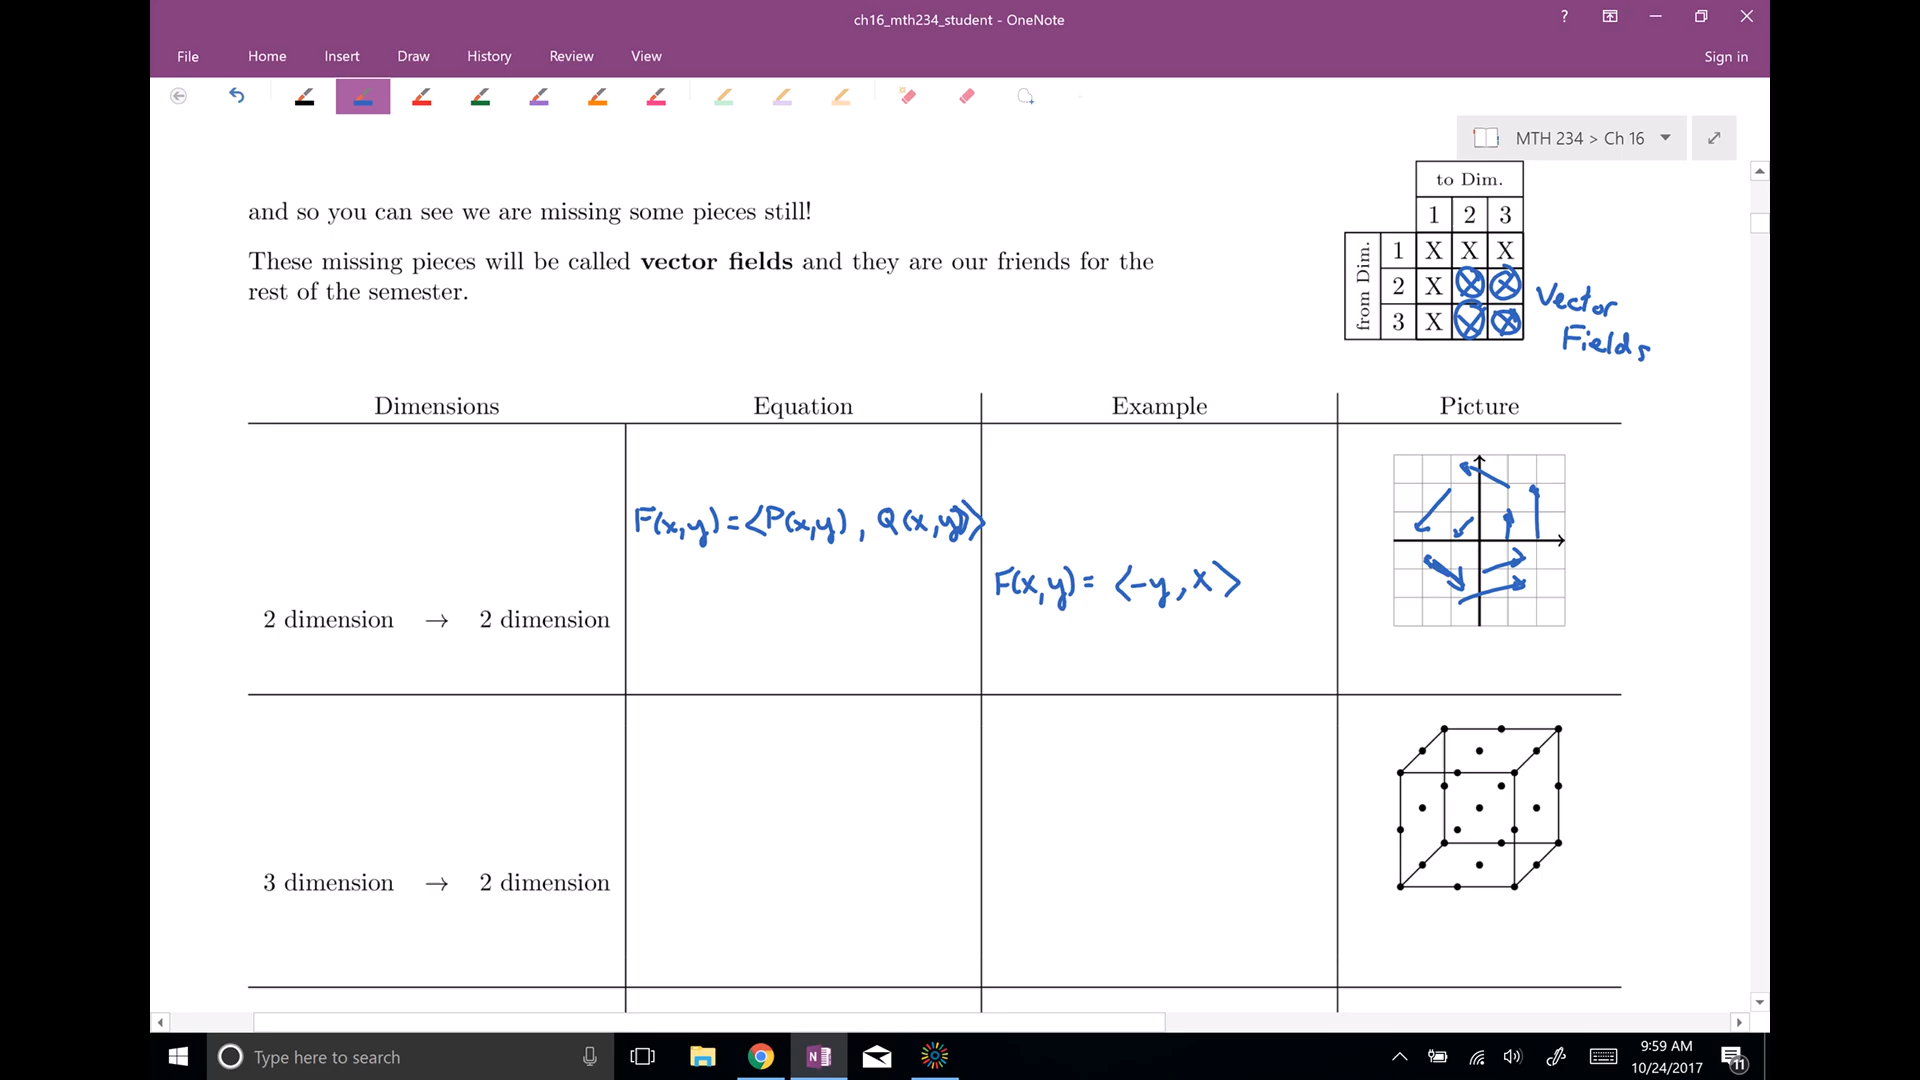 ch16_mth234_student - OneNote
?
File Home Insert Draw History Review View Sign in
MTH 234 > Ch 16
to Dim.
1 2 3
from Dim.
1 X X X
2 X X X
3 X X X
Vector
Fields
and so you can see we are missing some pieces still!
These missing pieces will be called vector fields and they are our friends for the
rest of the semester.
Dimensions Equation Example Picture
F(x,y) = <P(x,y), Q(x,y)>
F(x,y) = <-y, x>
2 dimension → 2 dimension
3 dimension → 2 dimension
Type here to search
N
9:59 AM
10/24/2017
11